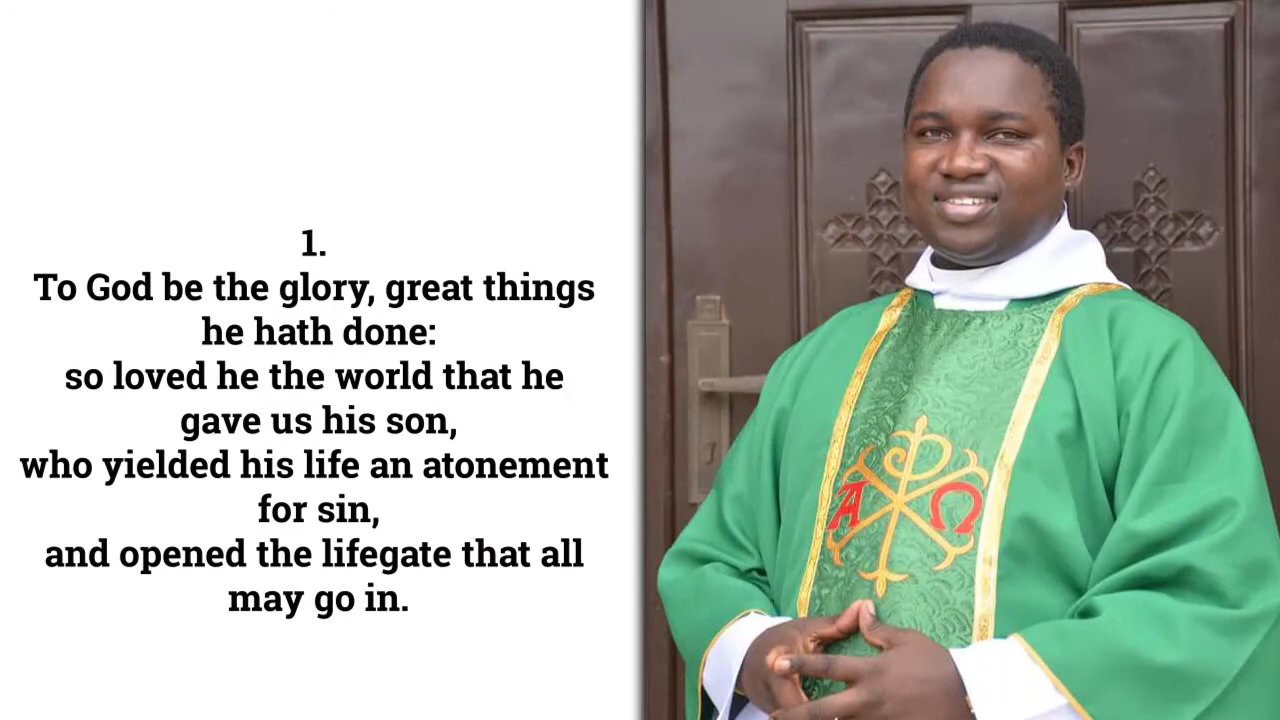 1.
To God be the glory, great things
he hath done:
so loved he the world that he
gave us his son,
who yielded his life an atonement
for sin,
and opened the lifegate that all
may go in.
Α Ω